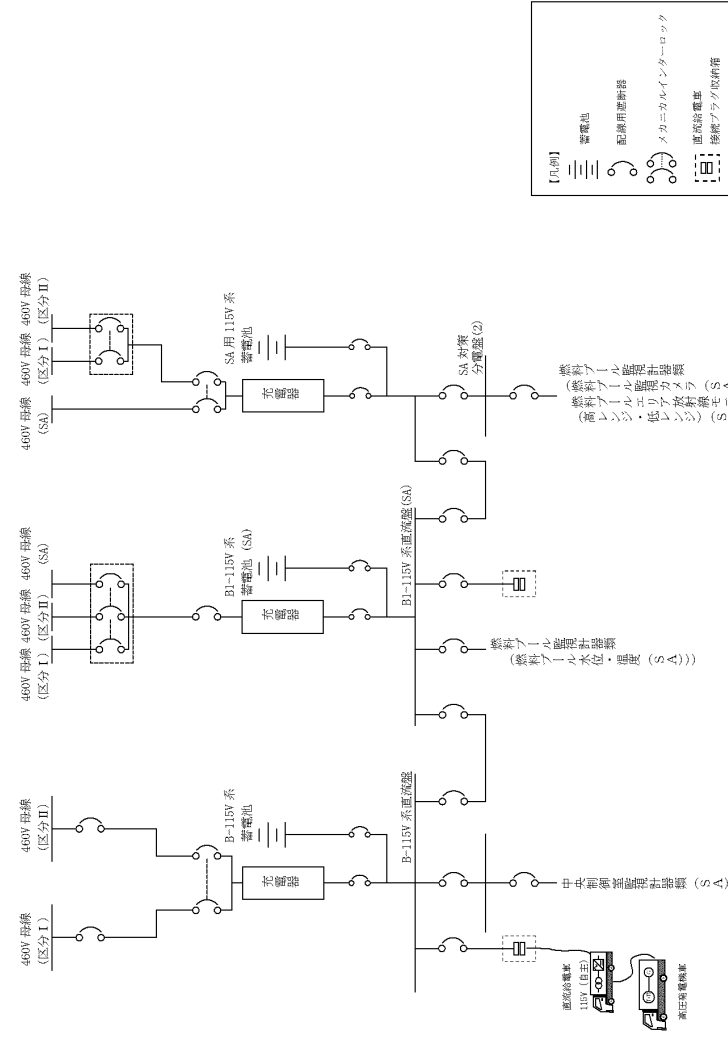 460V 母線
(区分Ⅰ)
460V 母線
(区分Ⅱ)
B-115V 系
蓄電池
充電器
B-115V 系直流盤
中央制御室監視計器類（ＳＡ）
直流給電車
115V（自主）
高圧発電機車
460V 母線
(区分Ⅰ)
460V 母線
(区分Ⅱ)
460V 母線
(SA)
B1-115V 系
蓄電池 (SA)
充電器
B1-115V 系直流盤(SA)
燃料プール監視計器類
（燃料プール水位・温度（ＳＡ））
460V 母線
(SA)
460V 母線
(区分Ⅰ)
460V 母線
(区分Ⅱ)
SA 用 115V 系
蓄電池
充電器
SA 対策
分電盤(2)
燃料プール監視計器類
（燃料プール監視カメラ（ＳＡ
燃料プールエリア放射線モニ
（高レンジ・低レンジ）（Ｓ
【凡例】
蓄電池
配線用遮断器
メカニカルインターロック
直流給電車
接続プラグ収納箱